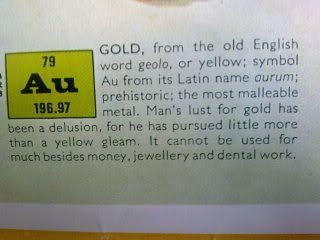 79
Au
196.97
GOLD, from the old English
word geolo, or yellow; symbol
Au from its Latin name aurum;
prehistoric; the most malleable
metal. Man's lust for gold has
been a delusion, for he has pursued little more
than a yellow gleam. It cannot be used for
much besides money, jewellery and dental work.